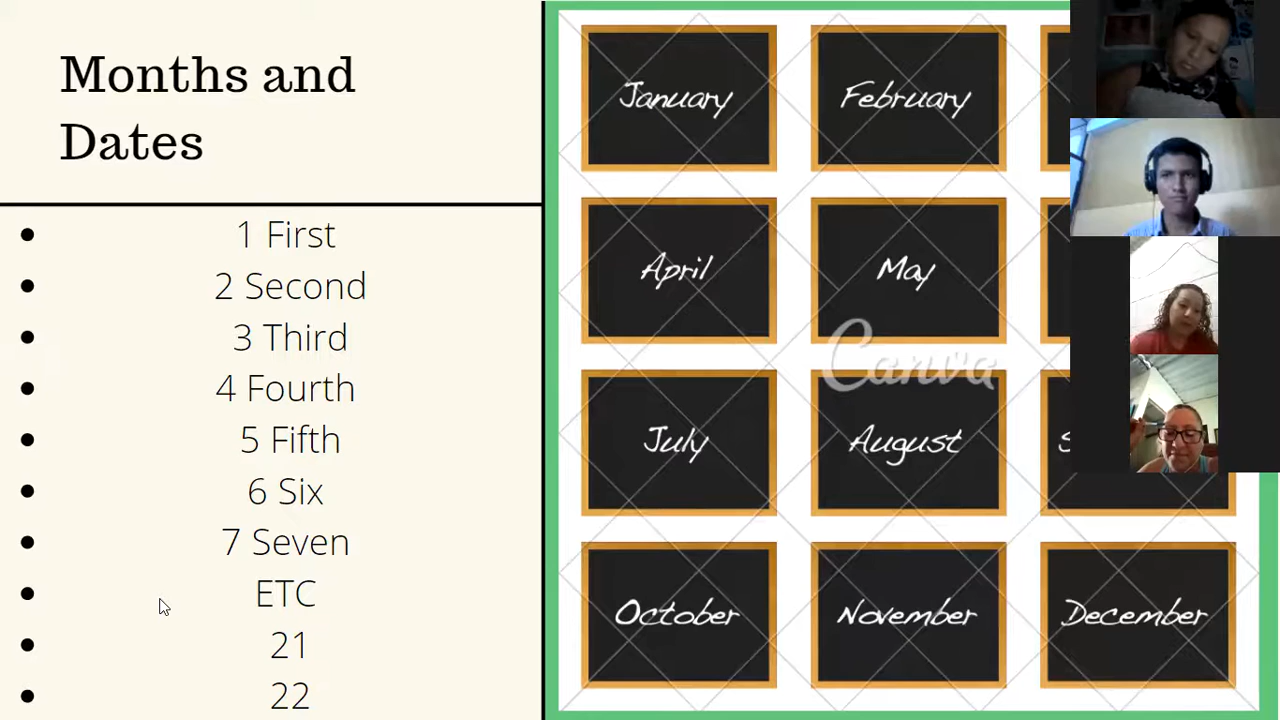 Months and
Dates
1 First
2 Second
3 Third
4 Fourth
5 Fifth
6 Six
7 Seven
ETC
21
22
January
February
April
May
Canva
July
August
S
October
November
December